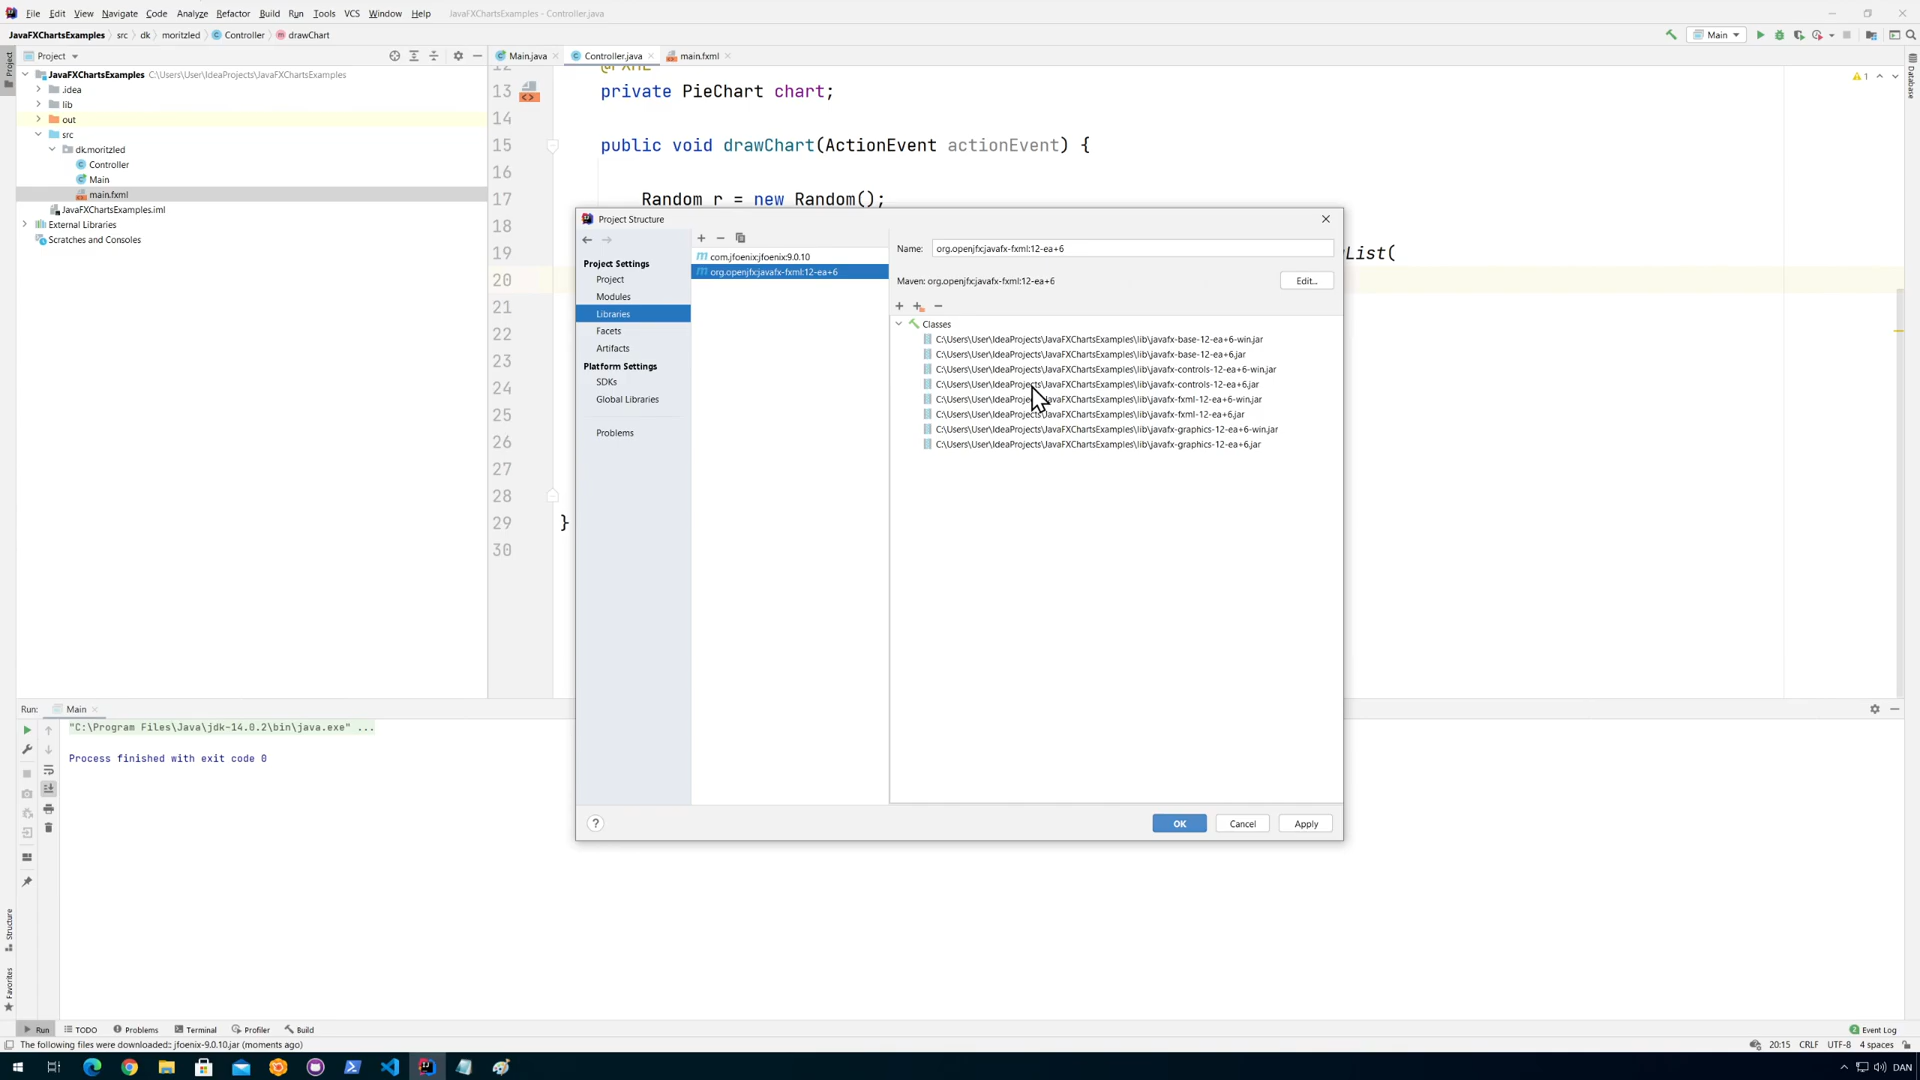 File Edit View Navigate Code Analyze Refactor Build Run Tools VCS Window Help JavaFXChartsExamples - Controller.java
JavaFXChartsExamples src dk moritzled Controller drawChart Main
Project Main.java Controller.java main.fxml
JavaFXChartsExamples C:\Users\User\IdeaProjects\JavaFXChartsExamples
.idea
lib
out
src
dk.moritzled
Controller
Main
main.fxml
JavaFXChartsExamples.iml
External Libraries
Scratches and Consoles
Project
Structure
Favorites
Database
1
@FXML
13 private PieChart chart;
14
15 public void drawChart(ActionEvent actionEvent) {
16
17 Random r = new Random();
18
19 List(
20
21
22
23
24
25
26
27
28
29 }
30
Project Structure
Project Settings
Project
Modules
Libraries
Facets
Artifacts
Platform Settings
SDKs
Global Libraries
Problems
com.jfoenix:jfoenix:9.0.10
org.openjfx:javafx-fxml:12-ea+6
Name: org.openjfx:javafx-fxml:12-ea+6
Maven: org.openjfx:javafx-fxml:12-ea+6 Edit...
Classes
C:\Users\User\IdeaProjects\JavaFXChartsExamples\lib\javafx-base-12-ea+6-win.jar
C:\Users\User\IdeaProjects\JavaFXChartsExamples\lib\javafx-base-12-ea+6.jar
C:\Users\User\IdeaProjects\JavaFXChartsExamples\lib\javafx-controls-12-ea+6-win.jar
C:\Users\User\IdeaProjects\JavaFXChartsExamples\lib\javafx-controls-12-ea+6.jar
C:\Users\User\IdeaProjects\JavaFXChartsExamples\lib\javafx-fxml-12-ea+6-win.jar
C:\Users\User\IdeaProjects\JavaFXChartsExamples\lib\javafx-fxml-12-ea+6.jar
C:\Users\User\IdeaProjects\JavaFXChartsExamples\lib\javafx-graphics-12-ea+6-win.jar
C:\Users\User\IdeaProjects\JavaFXChartsExamples\lib\javafx-graphics-12-ea+6.jar
? OK Cancel Apply
Run: Main
"C:\Program Files\Java\jdk-14.0.2\bin\java.exe" ...
Process finished with exit code 0
Run TODO Problems Terminal Profiler Build 2 Event Log
The following files were downloaded:: jfoenix-9.0.10.jar (moments ago) 20:15 CRLF UTF-8 4 spaces
DAN